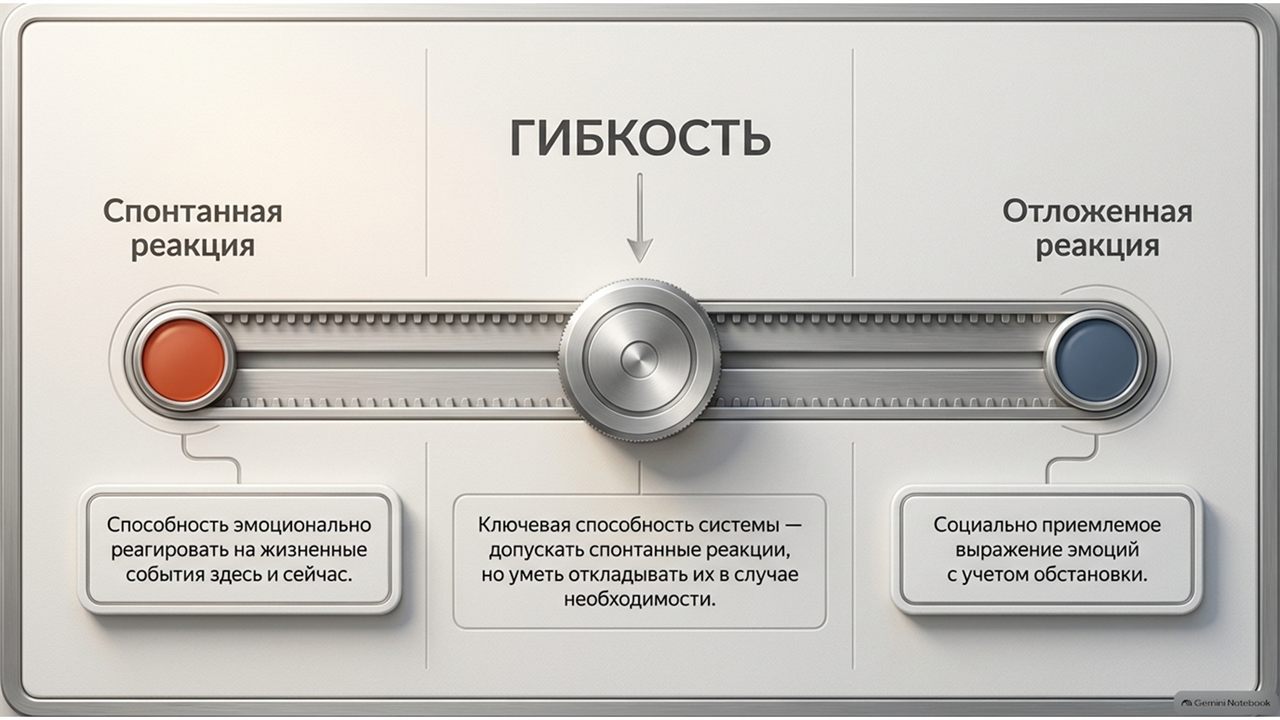 ГИБКОСТЬ
Спонтанная
реакция
Отложенная
реакция
Способность эмоционально
реагировать на жизненные
события здесь и сейчас.
Ключевая способность системы —
допускать спонтанные реакции,
но уметь откладывать их в случае
необходимости.
Социально приемлемое
выражение эмоций
с учетом обстановки.
Gemini Notebook